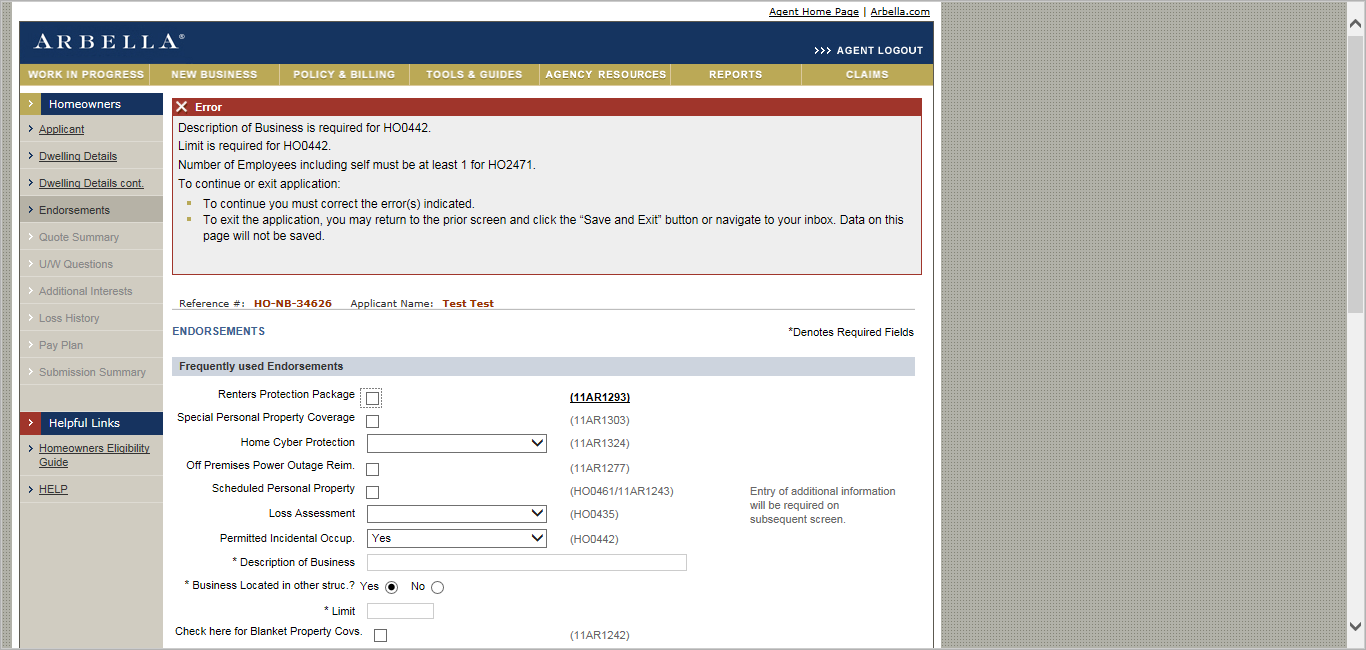 Agent Home Page | Arbella.com
ARBELLA®
>>> AGENT LOGOUT
WORK IN PROGRESS NEW BUSINESS POLICY & BILLING TOOLS & GUIDES AGENCY RESOURCES REPORTS CLAIMS
Homeowners
Applicant
Dwelling Details
Dwelling Details cont.
Endorsements
Quote Summary
U/W Questions
Additional Interests
Loss History
Pay Plan
Submission Summary
Helpful Links
Homeowners Eligibility
Guide
HELP
Error
Description of Business is required for HO0442.
Limit is required for HO0442.
Number of Employees including self must be at least 1 for HO2471.
To continue or exit application:
To continue you must correct the error(s) indicated.
To exit the application, you may return to the prior screen and click the “Save and Exit” button or navigate to your inbox. Data on this
page will not be saved.
Reference #: HO-NB-34626 Applicant Name: Test Test
ENDORSEMENTS
*Denotes Required Fields
Frequently used Endorsements
Renters Protection Package (11AR1293)
Special Personal Property Coverage (11AR1303)
Home Cyber Protection (11AR1324)
Off Premises Power Outage Reim. (11AR1277)
Scheduled Personal Property (HO0461/11AR1243)
Entry of additional information
will be required on
subsequent screen.
Loss Assessment (HO0435)
Permitted Incidental Occup. Yes (HO0442)
* Description of Business
* Business Located in other struc.? Yes No
* Limit
Check here for Blanket Property Covs. (11AR1242)